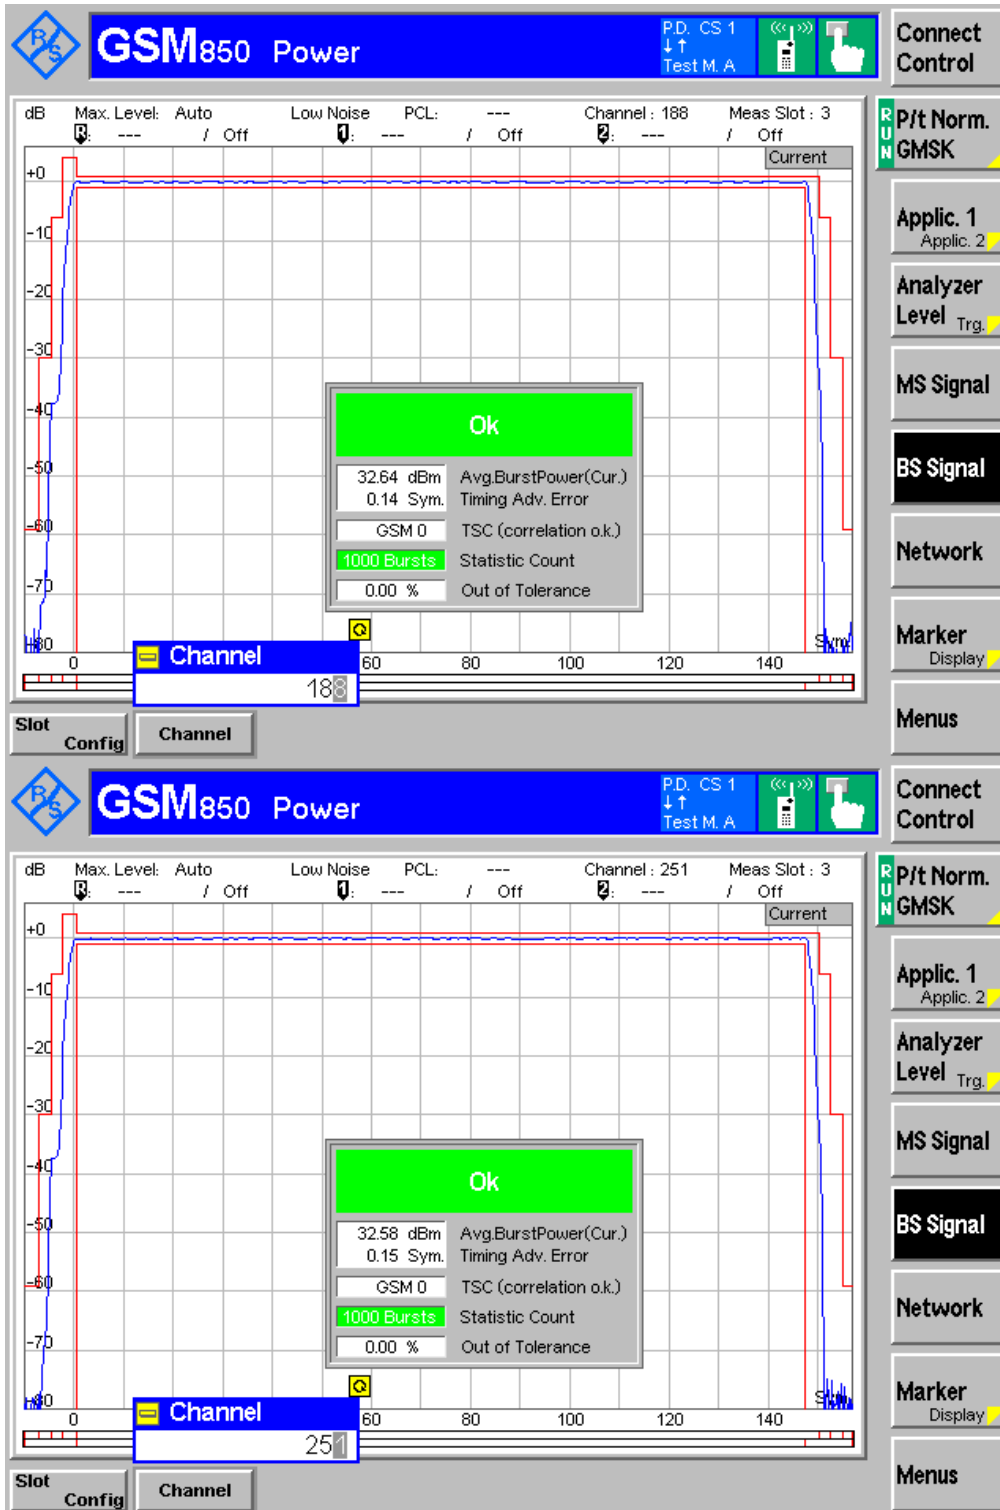 R&S GSM850 Power P.D. CS 1
↓↑
Test M. A
Connect
Control
dB Max. Level: Auto Low Noise PCL: --- Channel : 188 Meas Slot : 3
R: --- / Off 1: --- / Off 2: --- / Off
Current
RUN
P/t Norm.
GMSK
+0
-10
-20
-30
-40
-50
-60
-70
-80
Applic. 1
Applic. 2
Analyzer
Level Trg.
MS Signal
BS Signal
Network
Marker
Display
Menus
Ok
32.64 dBm Avg.BurstPower(Cur.)
0.14 Sym. Timing Adv. Error
GSM 0 TSC (correlation o.k.)
1000 Bursts Statistic Count
0.00 % Out of Tolerance
Sym
0 60 80 100 120 140
Channel
188
Slot
Config
Channel
R&S GSM850 Power P.D. CS 1
↓↑
Test M. A
Connect
Control
dB Max. Level: Auto Low Noise PCL: --- Channel : 251 Meas Slot : 3
R: --- / Off 1: --- / Off 2: --- / Off
Current
RUN
P/t Norm.
GMSK
+0
-10
-20
-30
-40
-50
-60
-70
-80
Applic. 1
Applic. 2
Analyzer
Level Trg.
MS Signal
BS Signal
Network
Marker
Display
Menus
Ok
32.58 dBm Avg.BurstPower(Cur.)
0.15 Sym. Timing Adv. Error
GSM 0 TSC (correlation o.k.)
1000 Bursts Statistic Count
0.00 % Out of Tolerance
0 60 80 100 120 140
Channel
251
Slot
Config
Channel